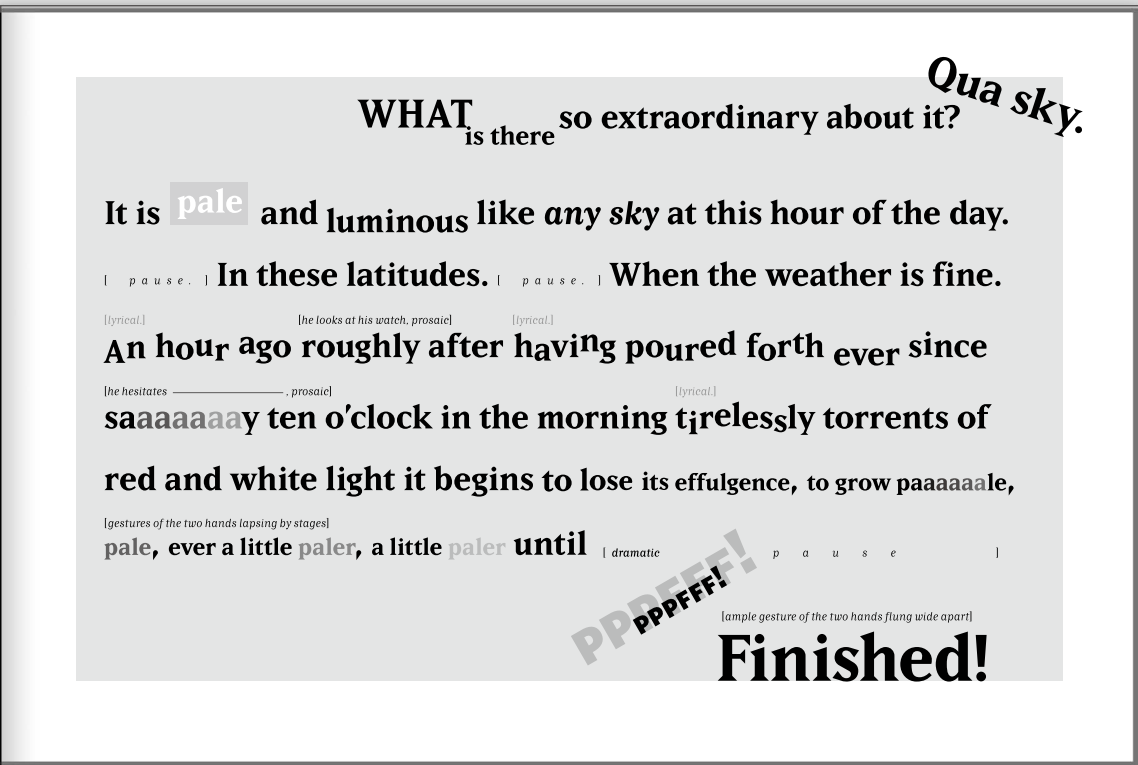 WHAT is there so extraordinary about it? Qua sky.
It is pale and luminous like any sky at this hour of the day.
[ pause. ] In these latitudes. [ pause. ] When the weather is fine.
[lyrical.] [he looks at his watch, prosaic] [lyrical.]
An hour ago roughly after having poured forth ever since
[he hesitates ————, prosaic] [lyrical.]
saaaaaaay ten o'clock in the morning tirelessly torrents of
red and white light it begins to lose its effulgence, to grow paaaaaale,
[gestures of the two hands lapsing by stages]
pale, ever a little paler, a little paler until [ dramatic pause ]
PPPFFF!
PPPFFF!
[ample gesture of the two hands flung wide apart]
Finished!